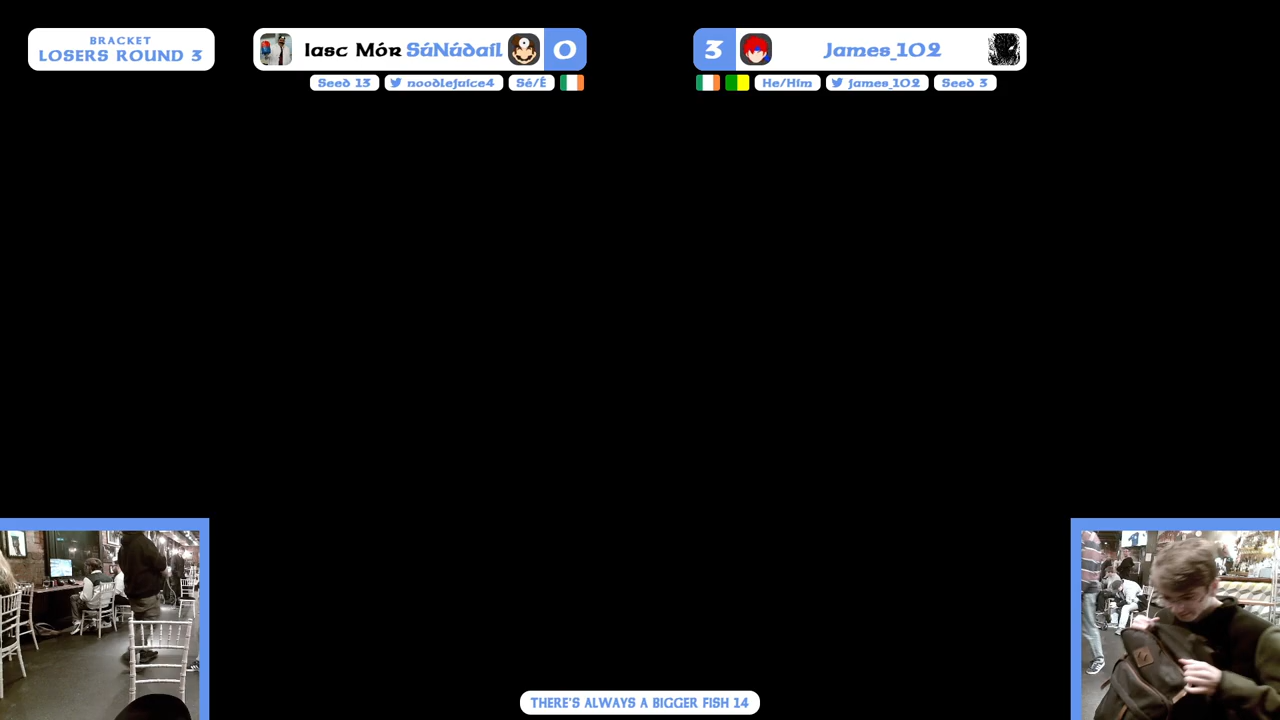 BRACKET
LOSERS ROUND 3
Iasc Mór SúNúdaíl 0
3 James_102
Seed 13 noodlejuice4 Sé/É
He/Him james_102 Seed 3
THERE'S ALWAYS A BIGGER FISH 14